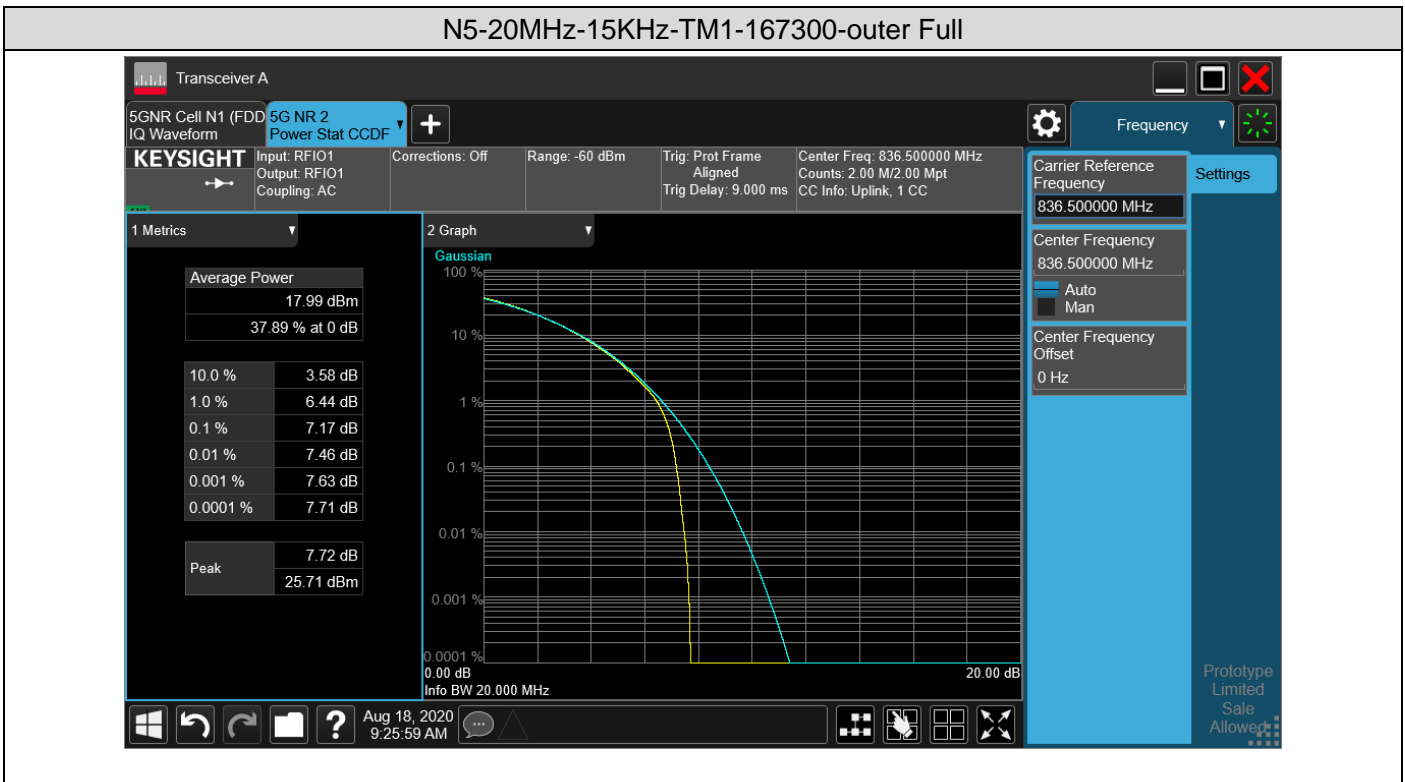 N5-20MHz-15KHz-TM1-167300-outer Full
Transceiver A
5GNR Cell N1 (FDD
IQ Waveform
5G NR 2
Power Stat CCDF
Frequency
KEYSIGHT
Input: RFIO1
Output: RFIO1
Coupling: AC
Corrections: Off
Range: -60 dBm
Trig: Prot Frame
Aligned
Trig Delay: 9.000 ms
Center Freq: 836.500000 MHz
Counts: 2.00 M/2.00 Mpt
CC Info: Uplink, 1 CC
Carrier Reference
Frequency
836.500000 MHz
Center Frequency
836.500000 MHz
Auto
Man
Center Frequency
Offset
0 Hz
Settings
1 Metrics
Average Power
17.99 dBm
37.89 % at 0 dB
10.0 % 3.58 dB
1.0 % 6.44 dB
0.1 % 7.17 dB
0.01 % 7.46 dB
0.001 % 7.63 dB
0.0001 % 7.71 dB
Peak
7.72 dB
25.71 dBm
2 Graph
Gaussian
100 %
10 %
1 %
0.1 %
0.01 %
0.001 %
0.0001 %
0.00 dB
20.00 dB
Info BW 20.000 MHz
Prototype
Limited
Sale
Allowed
?
Aug 18, 2020
9:25:59 AM